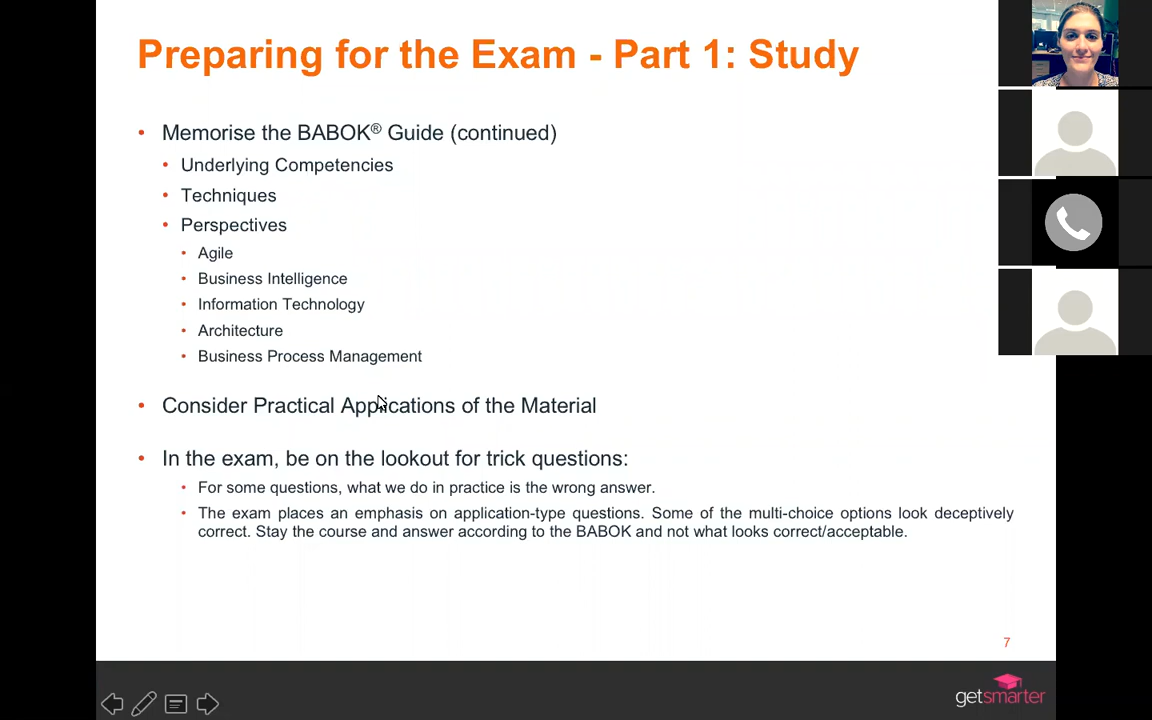 Preparing for the Exam - Part 1: Study
• Memorise the BABOK® Guide (continued)
• Underlying Competencies
• Techniques
• Perspectives
• Agile
• Business Intelligence
• Information Technology
• Architecture
• Business Process Management
• Consider Practical Applications of the Material
• In the exam, be on the lookout for trick questions:
• For some questions, what we do in practice is the wrong answer.
• The exam places an emphasis on application-type questions. Some of the multi-choice options look deceptively
correct. Stay the course and answer according to the BABOK and not what looks correct/acceptable.
7
getsmarter